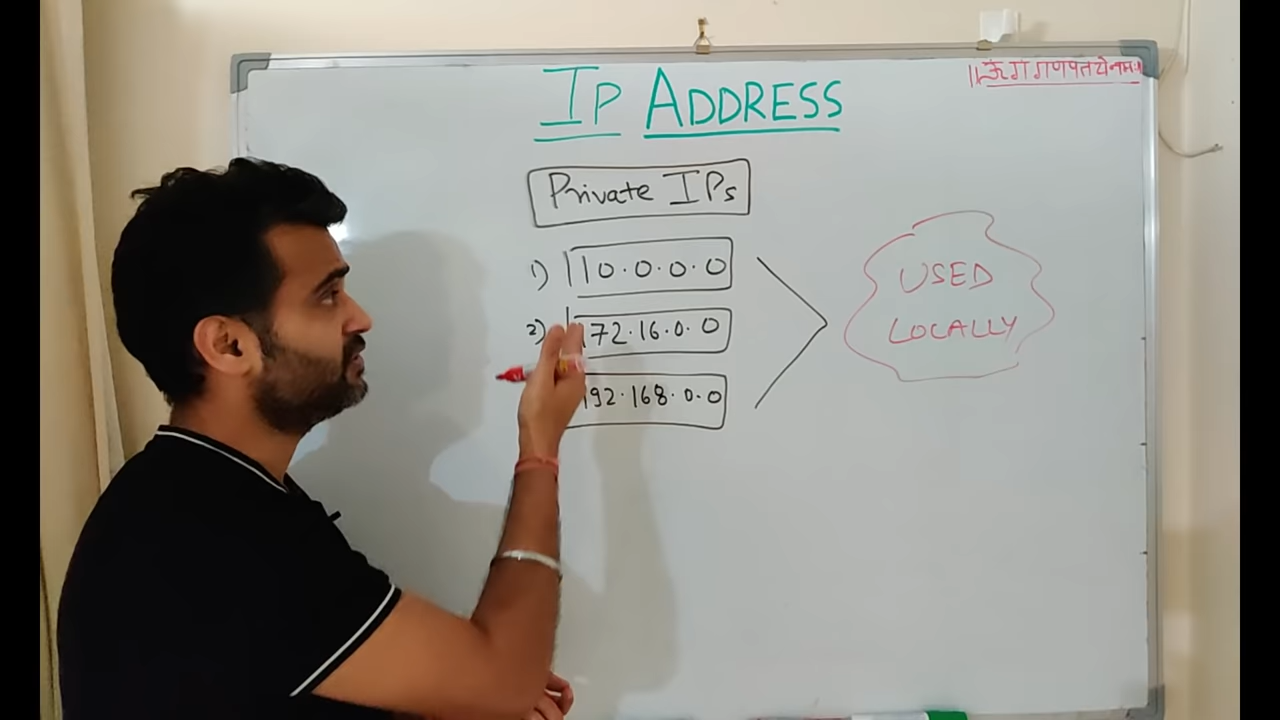 IP ADDRESS
॥ॐ गं गणपतये नमः॥
Private IPs
1) 10.0.0.0
2) 172.16.0.0
192.168.0.0
USED
LOCALLY